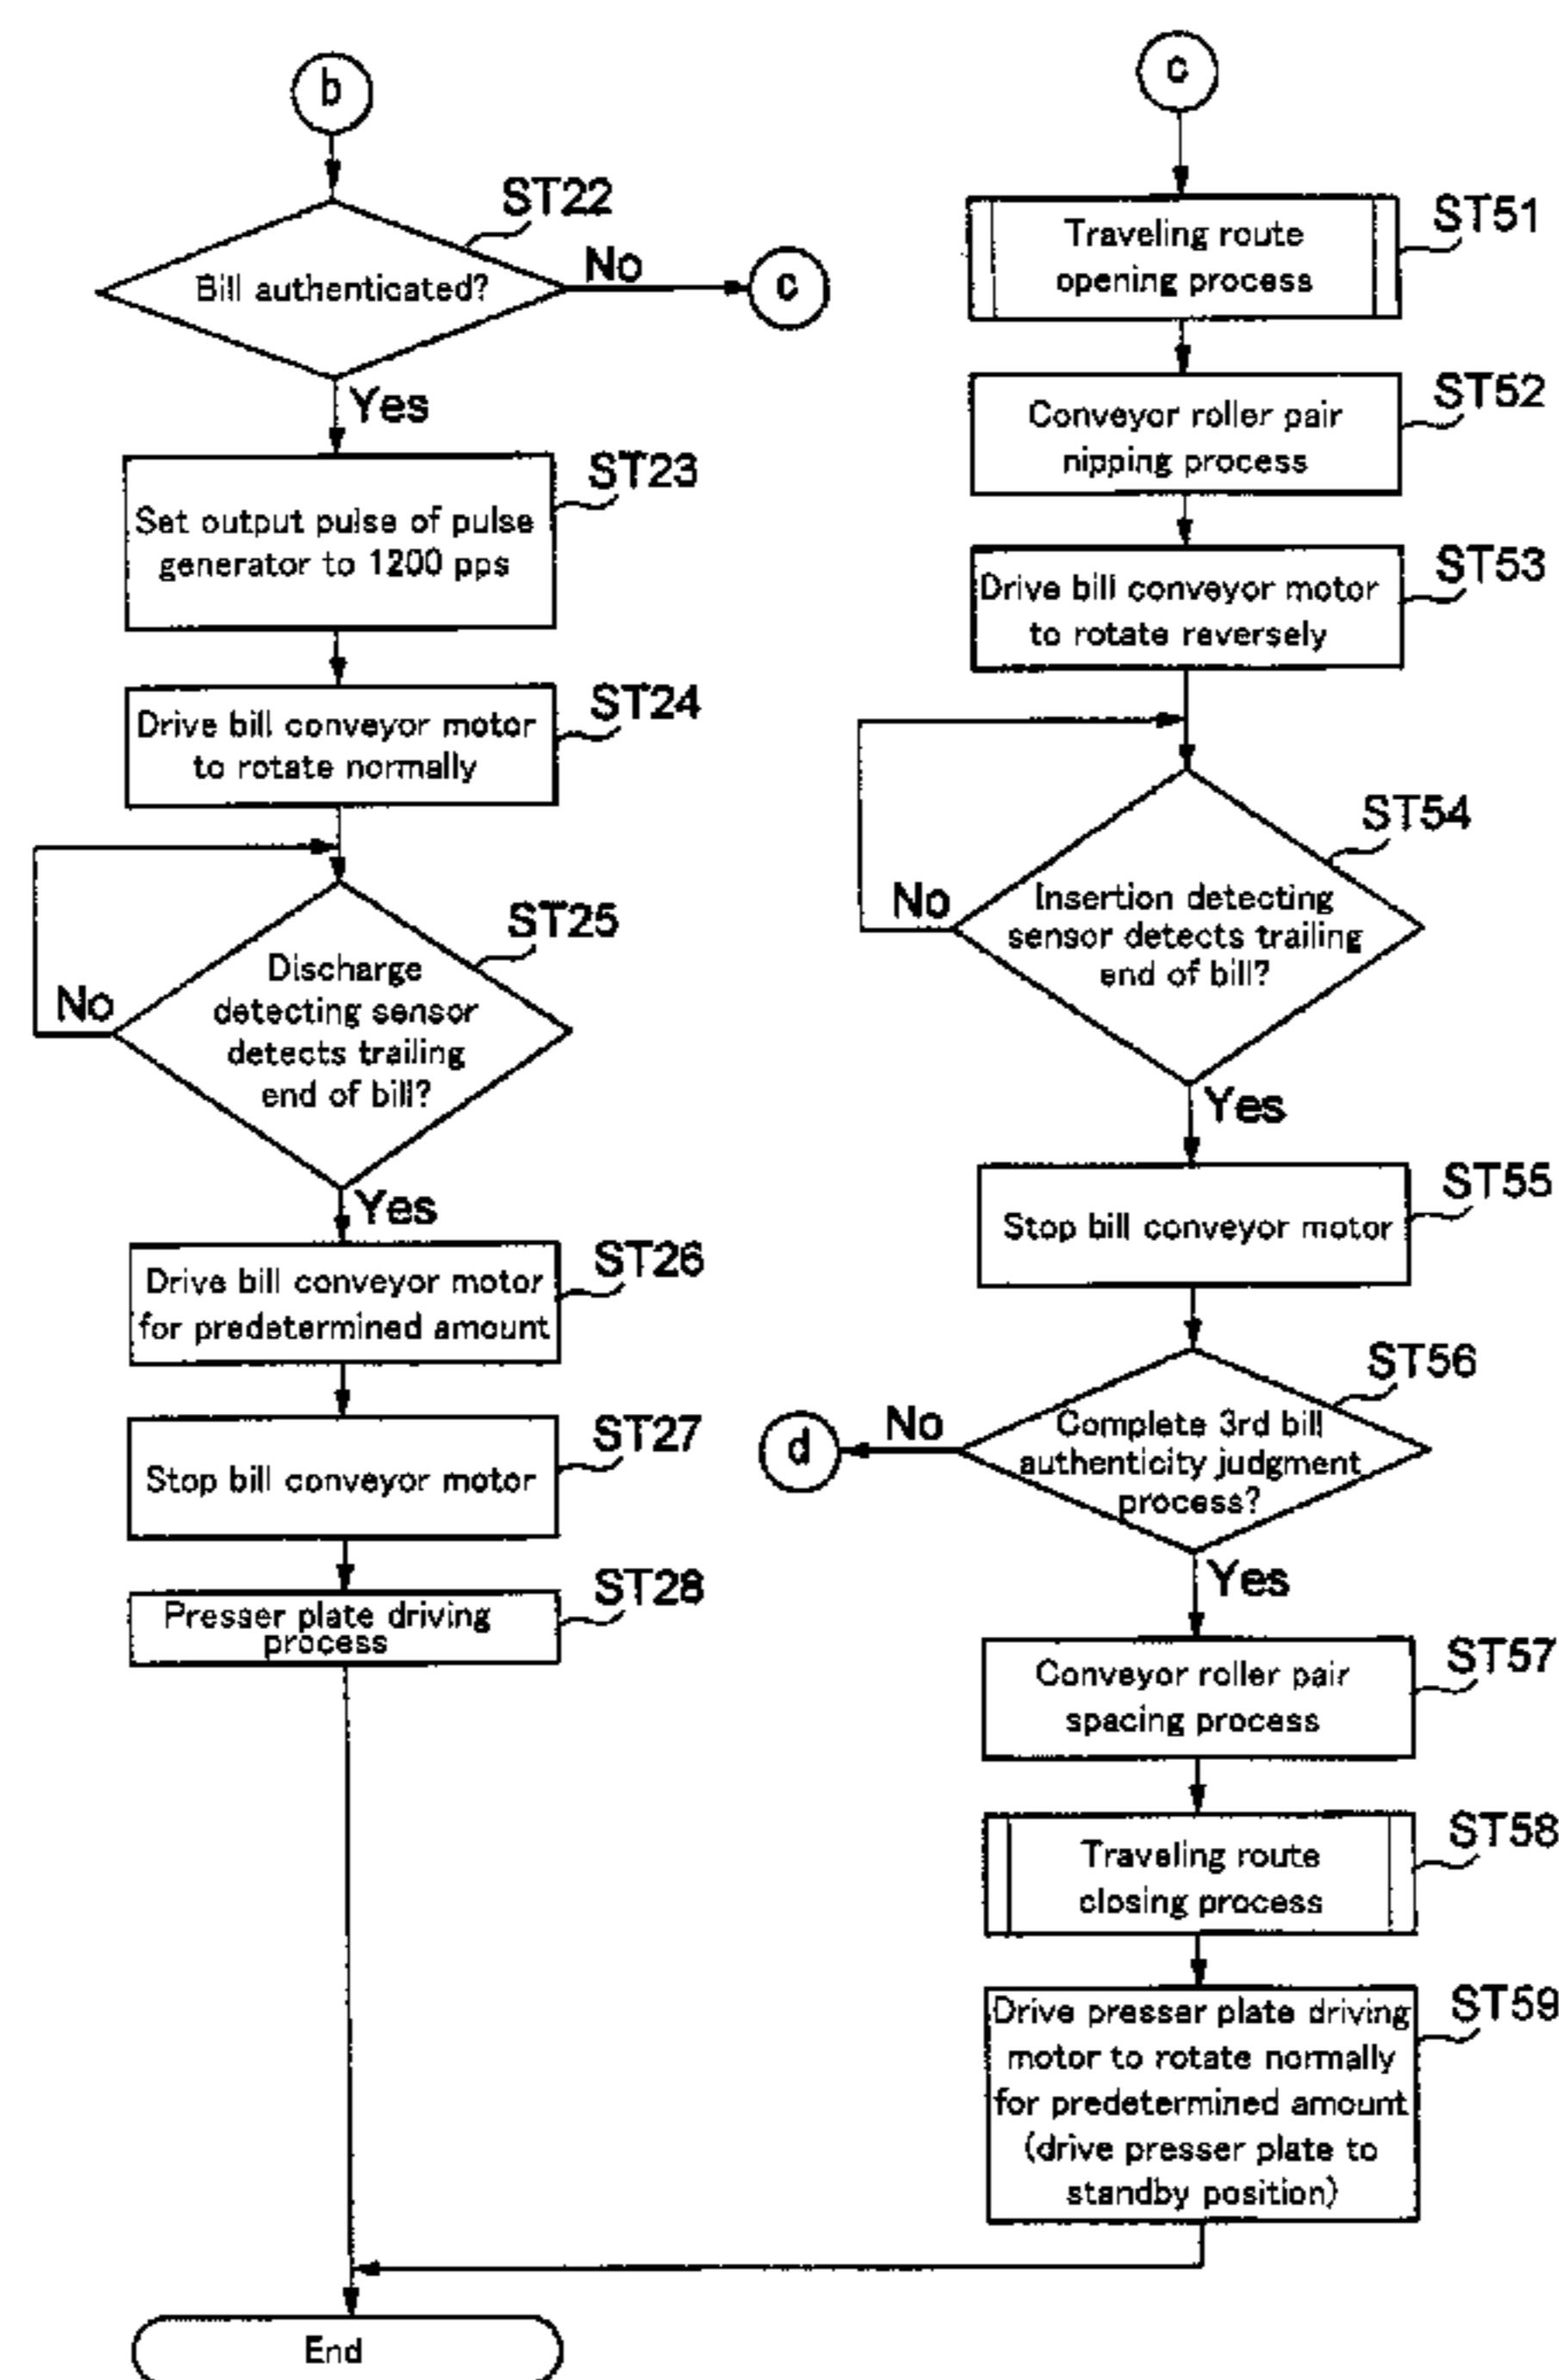 b
ST22
Bill authenticated?
No
c
Yes
ST23
Set output pulse of pulse
generator to 1200 pps
ST24
Drive bill conveyor motor
to rotate normally
ST25
Discharge
detecting sensor
detects trailing
end of bill?
No
Yes
ST26
Drive bill conveyor motor
for predetermined amount
ST27
Stop bill conveyor motor
ST28
Presser plate driving
process
c
ST51
Traveling route
opening process
ST52
Conveyor roller pair
nipping process
ST53
Drive bill conveyor motor
to rotate reversely
ST54
Insertion detecting
sensor detects trailing
end of bill?
No
Yes
ST55
Stop bill conveyor motor
ST56
Complete 3rd bill
authenticity judgment
process?
No
d
Yes
ST57
Conveyor roller pair
spacing process
ST58
Traveling route
closing process
ST59
Drive presser plate driving
motor to rotate normally
for predetermined amount
(drive presser plate to
standby position)
End